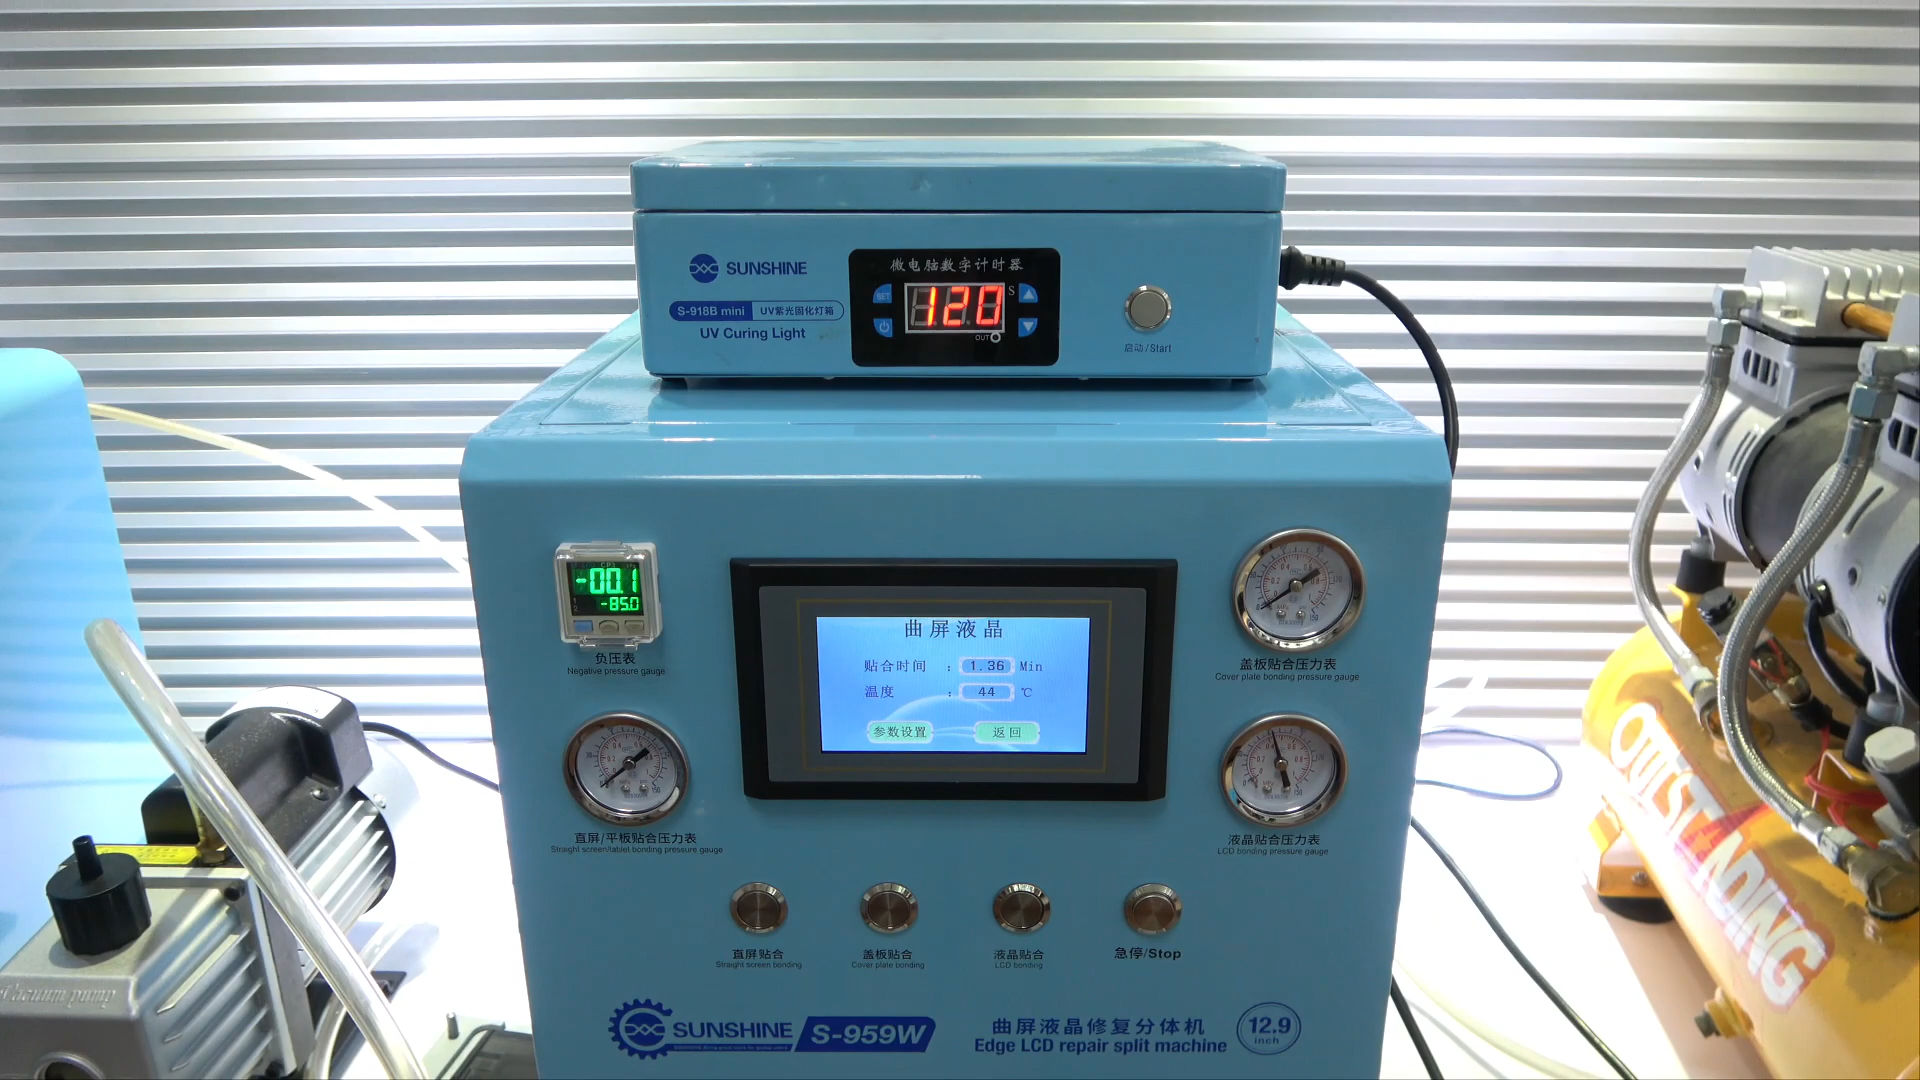 SUNSHINE
S-918B mini UV紫光固化灯箱
UV Curing Light
微电脑数字计时器
SET
120
S
OUT
启动/Start
-00.1
-85.0
负压表
Negative pressure gauge
曲屏液晶
贴合时间 : 1.36 Min
温度 : 44 ℃
参数设置 返回
盖板贴合压力表
Cover plate bonding pressure gauge
直屏/平板贴合压力表
Straight screen/tablet bonding pressure gauge
液晶贴合压力表
LCD bonding pressure gauge
直屏贴合
Straight screen bonding
盖板贴合
Cover plate bonding
液晶贴合
LCD bonding
急停/Stop
SUNSHINE S-959W
曲屏液晶修复分体机
Edge LCD repair split machine
12.9
inch
Vacuum pump
OUTSTANDING